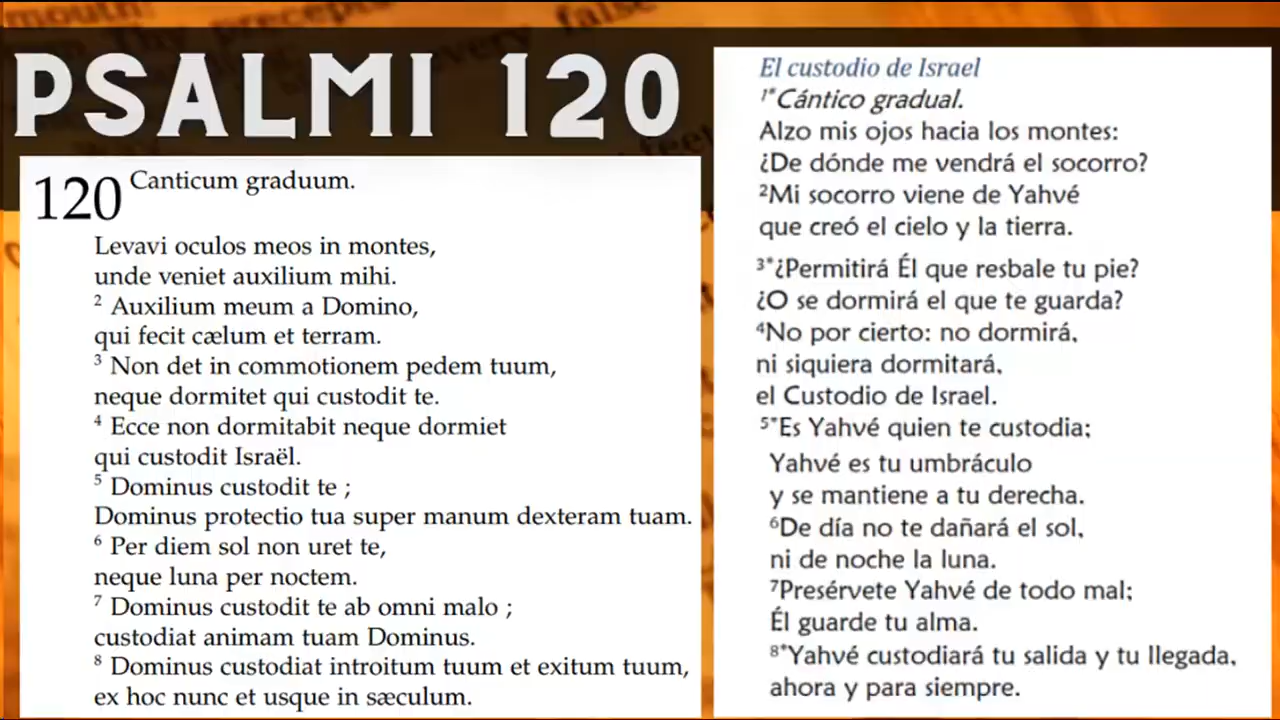 PSALMI 120
120 Canticum graduum.
Levavi oculos meos in montes,
unde veniet auxilium mihi.
2 Auxilium meum a Domino,
qui fecit cælum et terram.
3 Non det in commotionem pedem tuum,
neque dormitet qui custodit te.
4 Ecce non dormitabit neque dormiet
qui custodit Israël.
5 Dominus custodit te ;
Dominus protectio tua super manum dexteram tuam.
6 Per diem sol non uret te,
neque luna per noctem.
7 Dominus custodit te ab omni malo ;
custodiat animam tuam Dominus.
8 Dominus custodiat introitum tuum et exitum tuum,
ex hoc nunc et usque in sæculum.
El custodio de Israel
1*Cántico gradual.
Alzo mis ojos hacia los montes:
¿De dónde me vendrá el socorro?
2Mi socorro viene de Yahvé
que creó el cielo y la tierra.
3*¿Permitirá Él que resbale tu pie?
¿O se dormirá el que te guarda?
4No por cierto: no dormirá,
ni siquiera dormitará,
el Custodio de Israel.
5*Es Yahvé quien te custodia;
Yahvé es tu umbráculo
y se mantiene a tu derecha.
6De día no te dañará el sol,
ni de noche la luna.
7Presérvete Yahvé de todo mal;
Él guarde tu alma.
8*Yahvé custodiará tu salida y tu llegada,
ahora y para siempre.
mouth!
Thy precepts
every false
feet